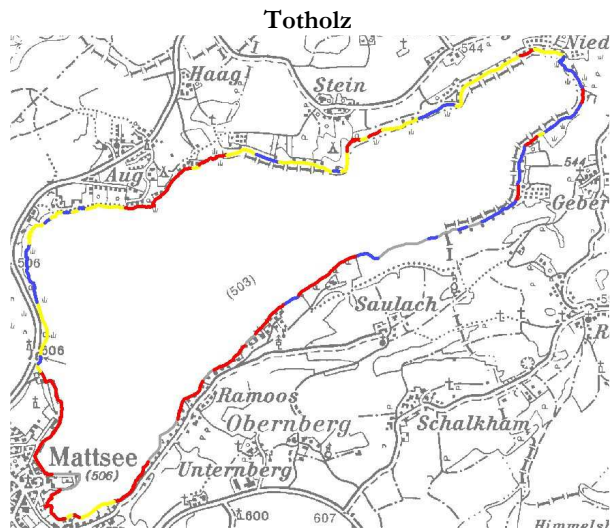 Totholz
544
Nied
Haag
Stein
Aug
544
Geber
506
(503)
Saulach
506
R
Ramoos
Obernberg
Schalkham
Mattsee
(506)
Unternberg
600
607
Himmels